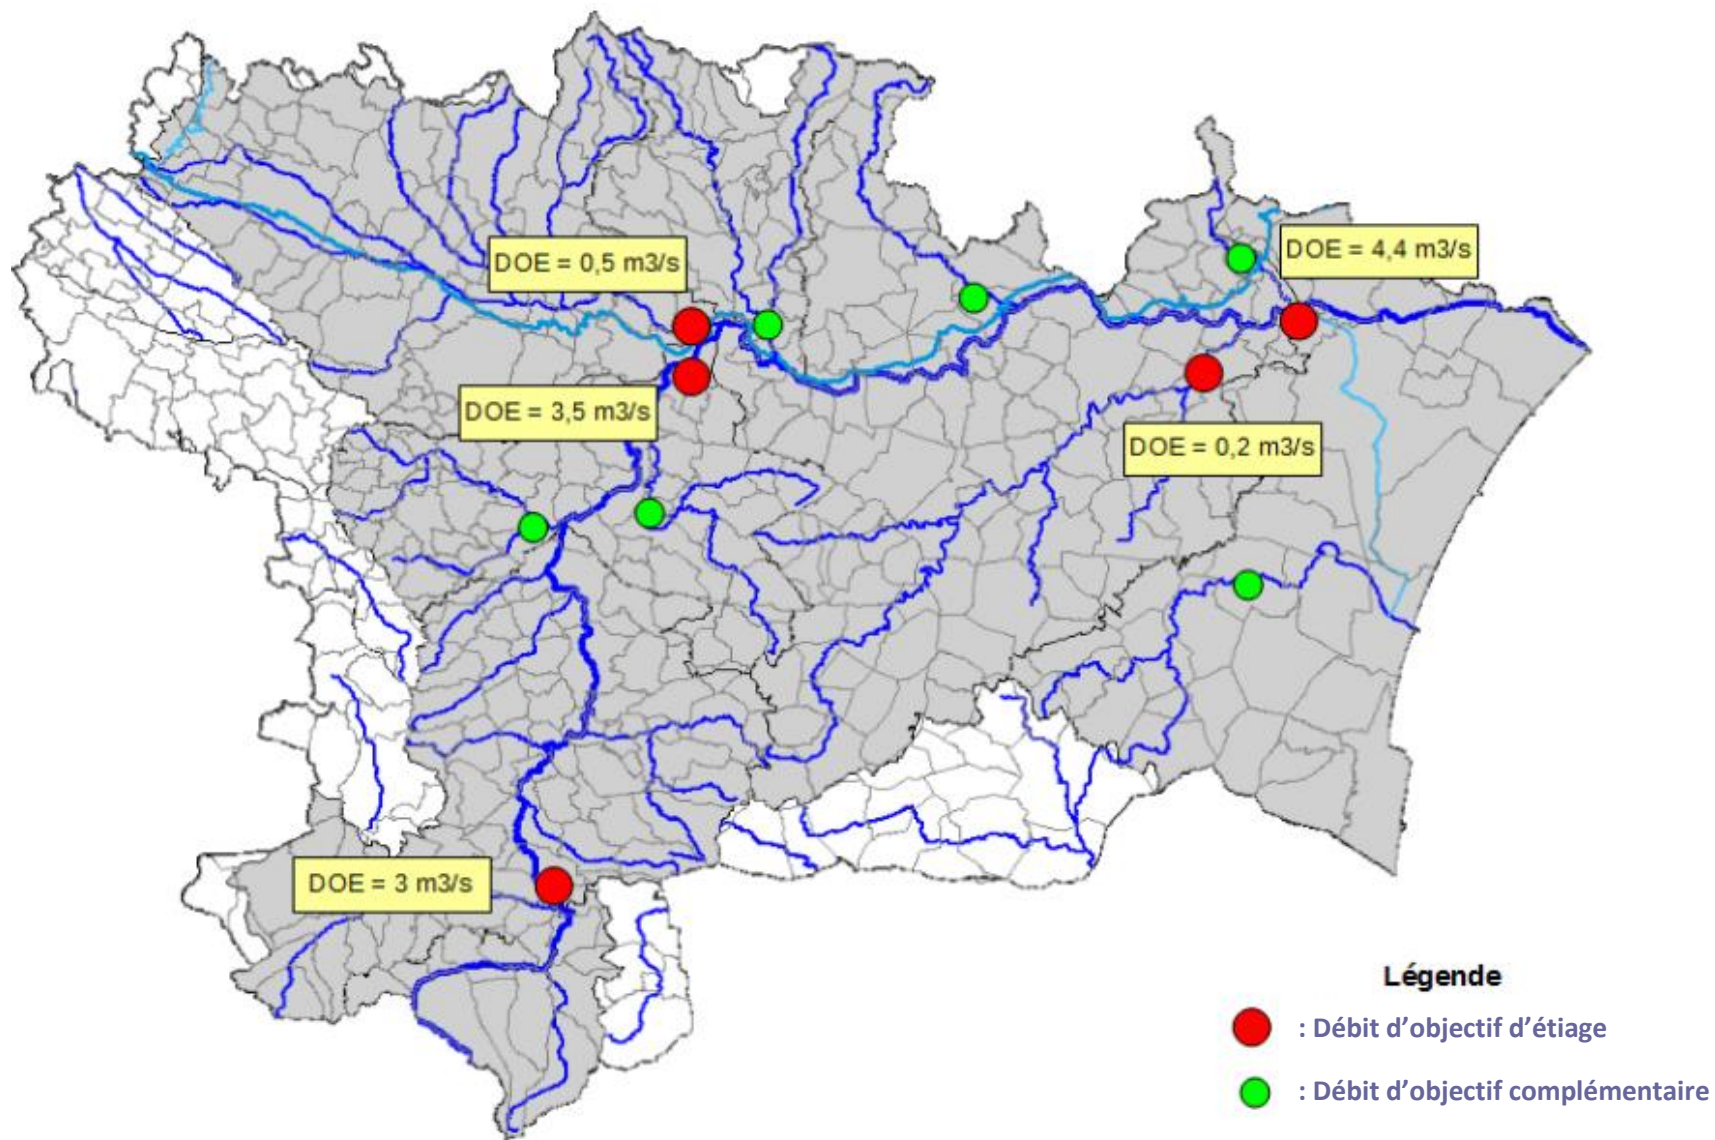 DOE = 0,5 m3/s
DOE = 4,4 m3/s
DOE = 3,5 m3/s
DOE = 0,2 m3/s
DOE = 3 m3/s
Légende
: Débit d’objectif d’étiage
: Débit d’objectif complémentaire